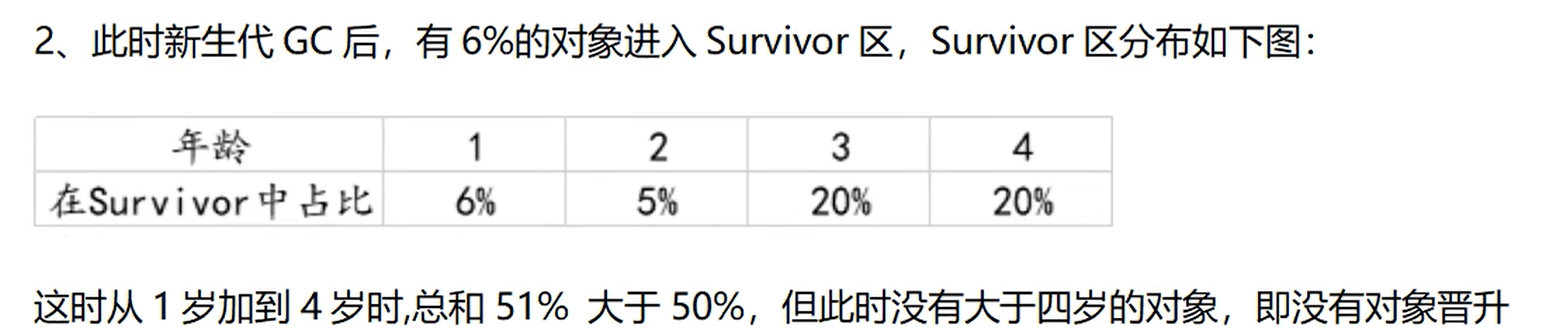 2、此时新生代 GC 后，有 6%的对象进入 Survivor 区，Survivor 区分布如下图：
年龄 1 2 3 4
在Survivor中占比 6% 5% 20% 20%
这时从 1 岁加到 4 岁时,总和 51% 大于 50%，但此时没有大于四岁的对象，即没有对象晋升